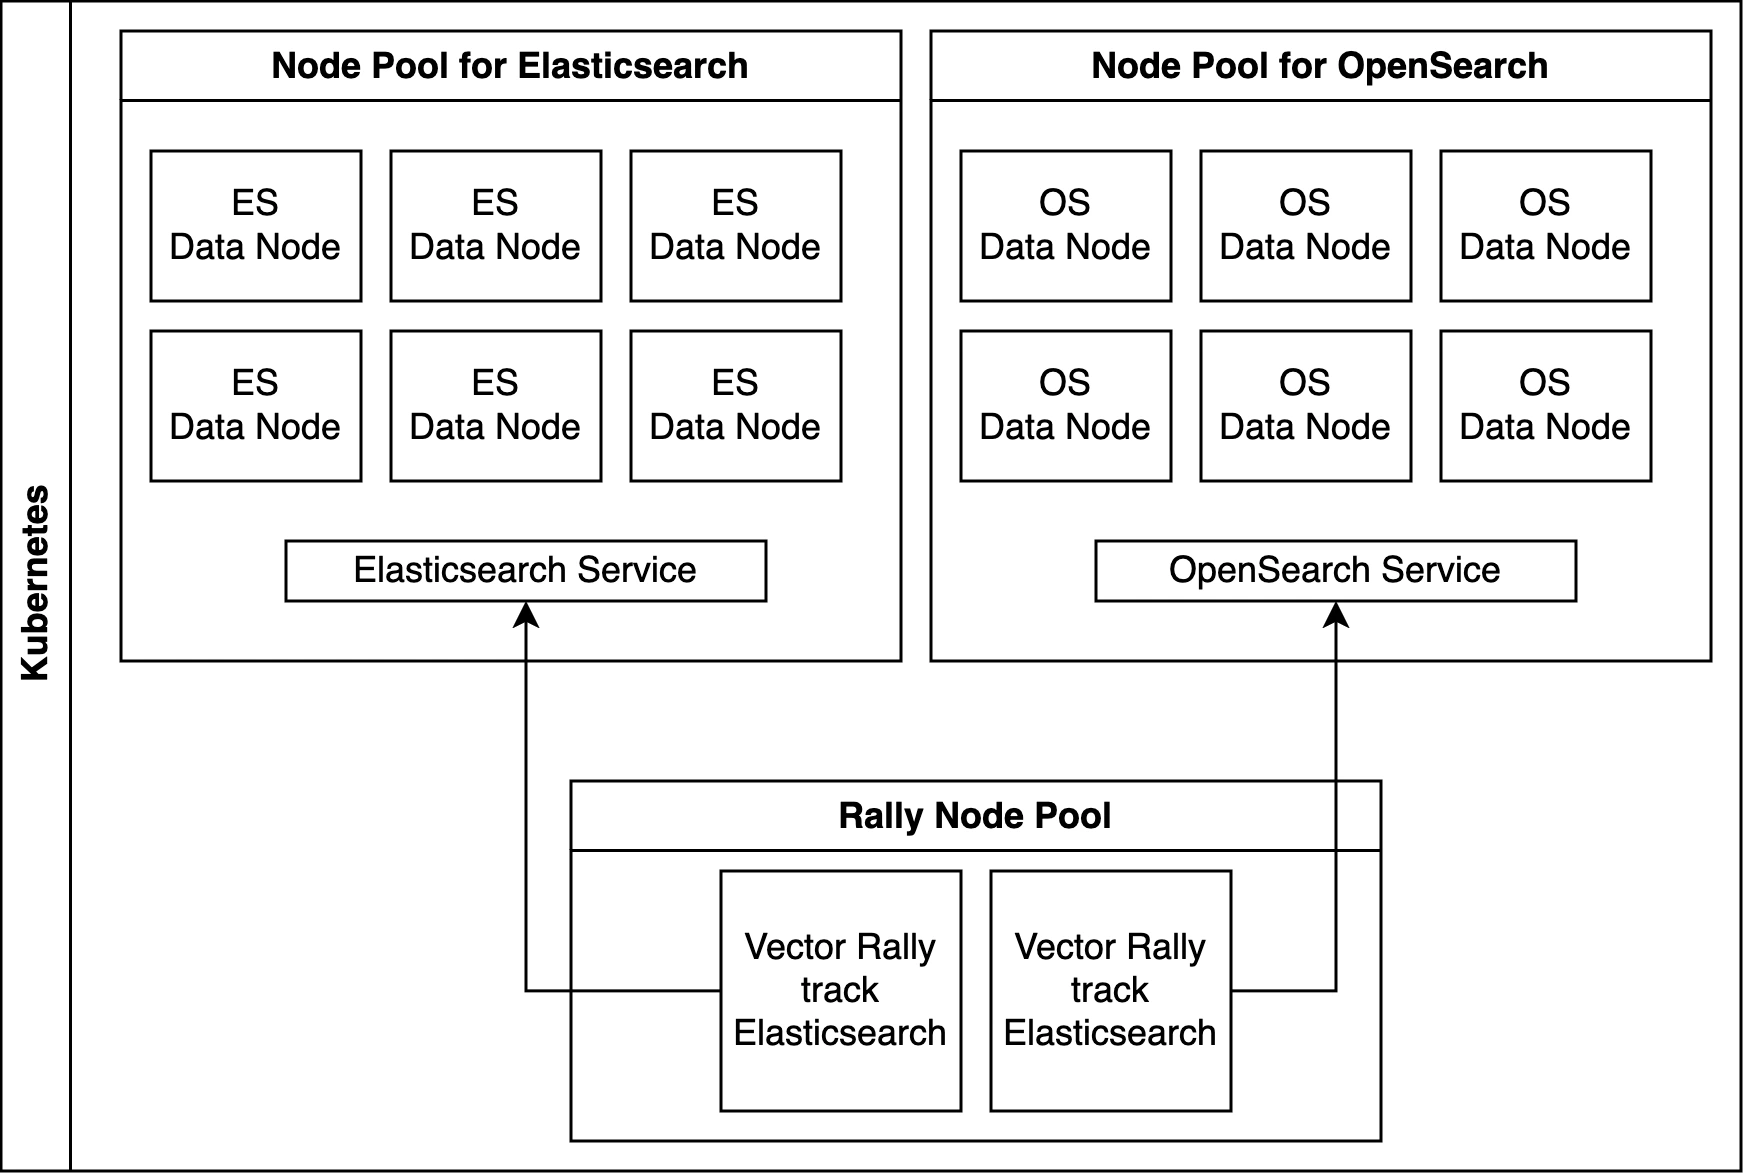 Kubernetes
Node Pool for Elasticsearch
ES
Data Node
ES
Data Node
ES
Data Node
ES
Data Node
ES
Data Node
ES
Data Node
Elasticsearch Service
Node Pool for OpenSearch
OS
Data Node
OS
Data Node
OS
Data Node
OS
Data Node
OS
Data Node
OS
Data Node
OpenSearch Service
Rally Node Pool
Vector Rally
track
Elasticsearch
Vector Rally
track
Elasticsearch